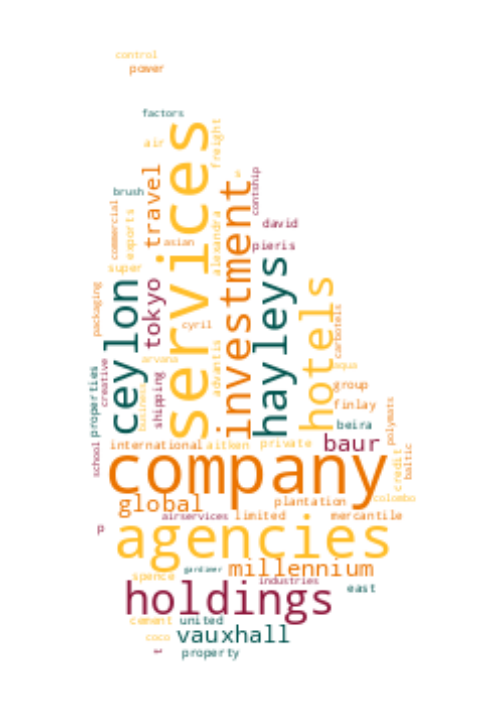 control
power
factors
services
air
freight
travel
investment
contship
brush
commercial
exports
alexandra
david
asian
pieris
hayleys
super
ceylon
tokyo
hotels
packaging
cyril
carbotels
arvana
aqua
advantis
creative
properties
business
shipping
group
finlay
polymats
beira
school
international
aitken
private
baur
baltic
company
credit
colombo
global
plantation
airservices
limited
mercantile
p
agencies
gardiner
millennium
spence
industries
east
holdings
cement
united
coco
vauxhall
t
property